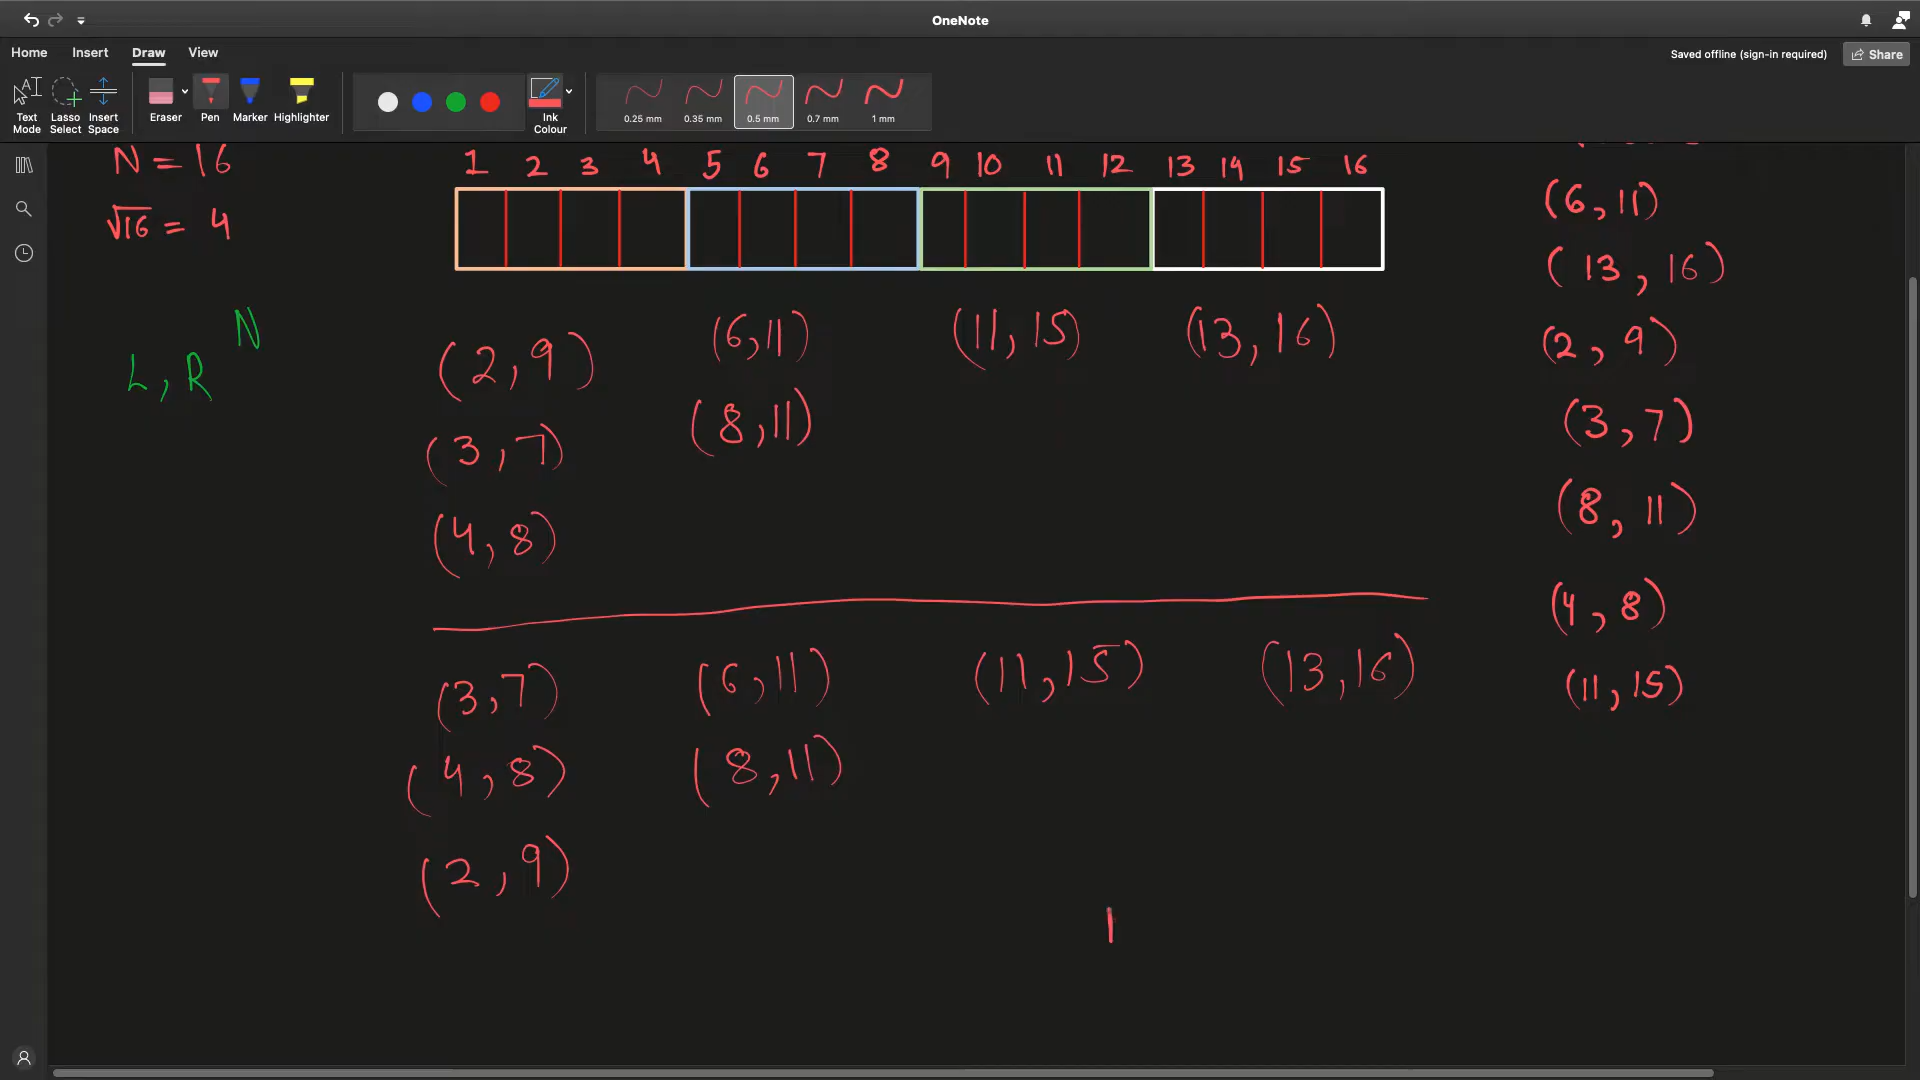 OneNote
Home Insert Draw View
Saved offline (sign-in required) Share
Text Mode Lasso Select Insert Space Eraser Pen Marker Highlighter Ink Colour 0.25 mm 0.35 mm 0.5 mm 0.7 mm 1 mm
N = 16
1 2 3 4 5 6 7 8 9 10 11 12 13 14 15 16
√16 = 4
N
L, R
(2, 9) (6,11) (11, 15) (13, 16)
(3, 7) (8,11)
(4, 8)
(3,7) (6,11) (11,15) (13,16)
(4,8) (8,11)
(2,9)
(6,11)
(13, 16)
(2, 9)
(3,7)
(8, 11)
(4, 8)
(11, 15)